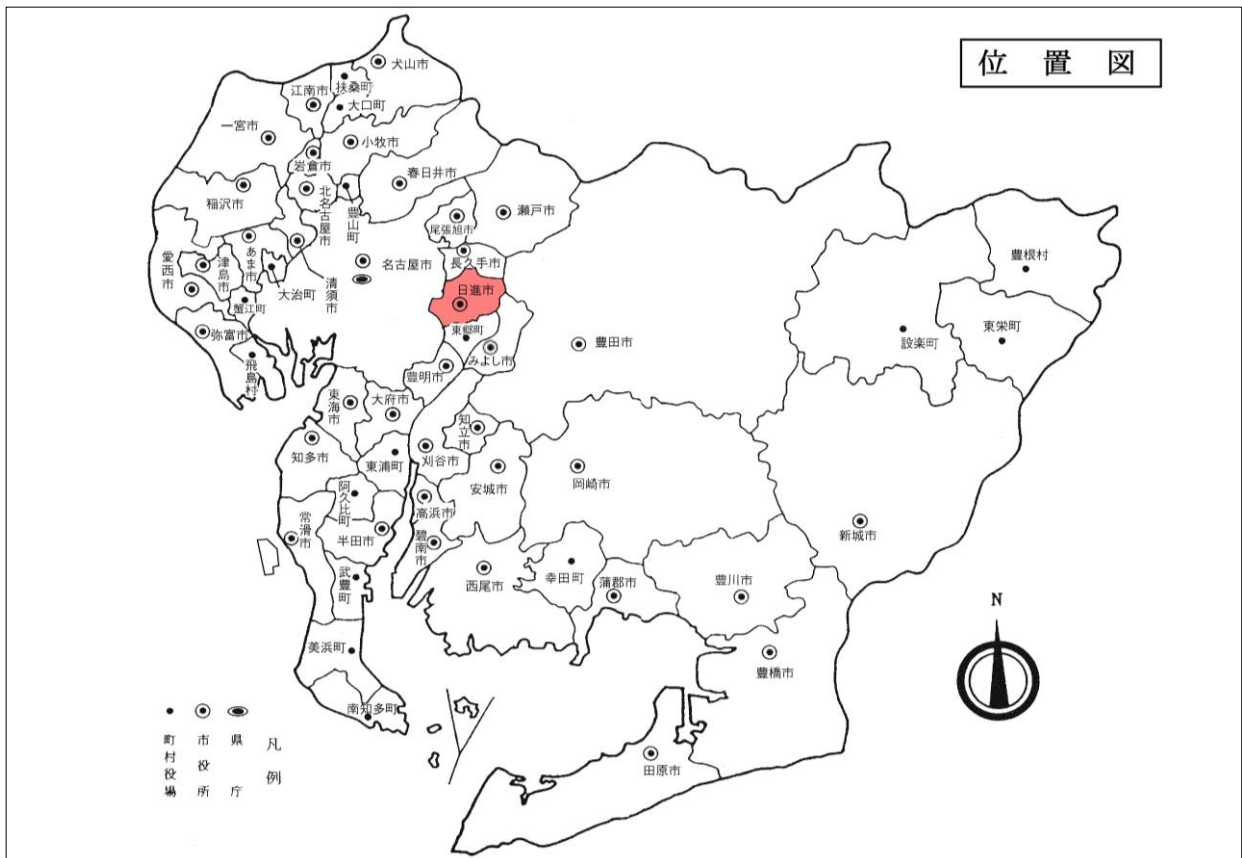 位置図
犬山市
扶桑町
江南市
大口町
一宮市
小牧市
岩倉市
春日井市
稲沢市
北名古屋市
豊山町
瀬戸市
尾張旭市
愛西市
津島市
あま市
清須市
名古屋市
長久手市
大治町
日進市
蟹江町
弥富市
飛島村
東郷町
みよし市
豊田市
豊明市
豊根村
東栄町
設楽町
東海市
大府市
知立市
知多市
東浦町
刈谷市
安城市
岡崎市
阿久比町
高浜市
常滑市
半田市
碧南市
新城市
武豊町
西尾市
幸田町
蒲郡市
豊川市
美浜町
豊橋市
南知多町
田原市
N
凡例
県庁
市役所
町村役場